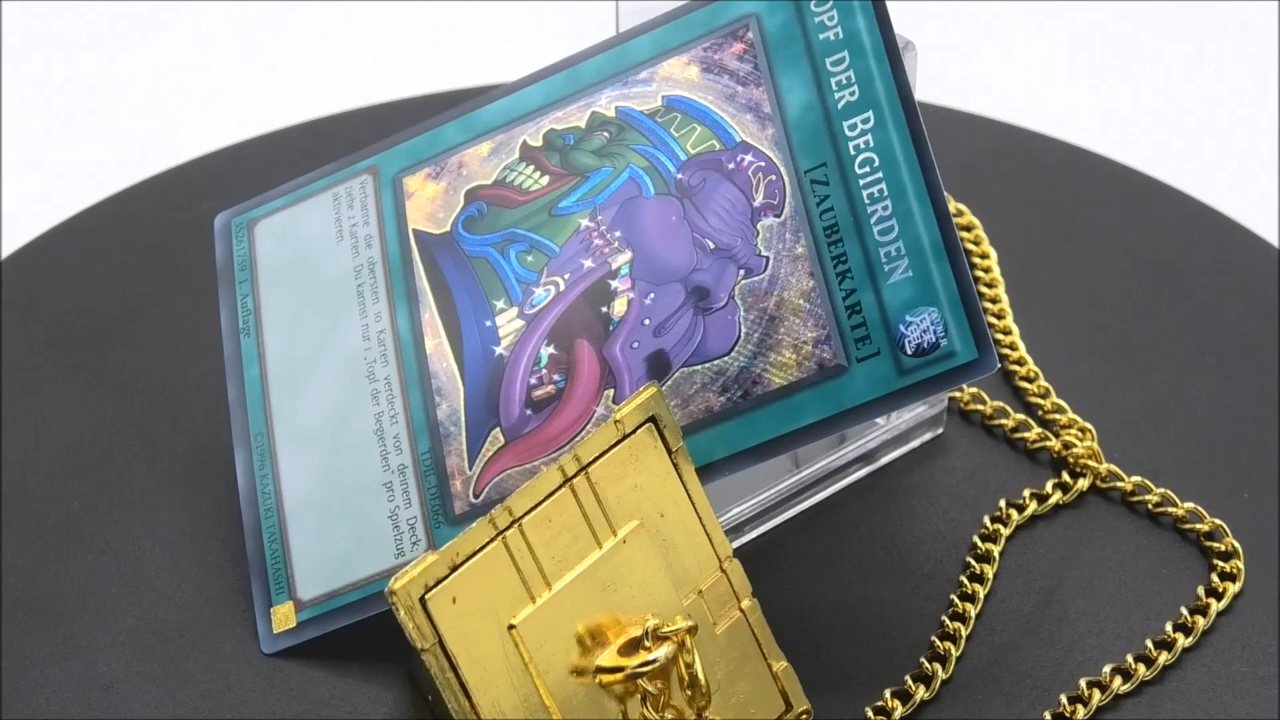 OPF DER BEGIERDEN
[ZAUBERKARTE]
TDIL-DE066
Verbanne die obersten 10 Karten verdeckt von deinem Deck;
ziehe 2 Karten. Du kannst nur 1 „Topf der Begierden“ pro Spielzug
aktivieren.
35261759 1. Auflage
©1996 KAZUKI TAKAHASHI